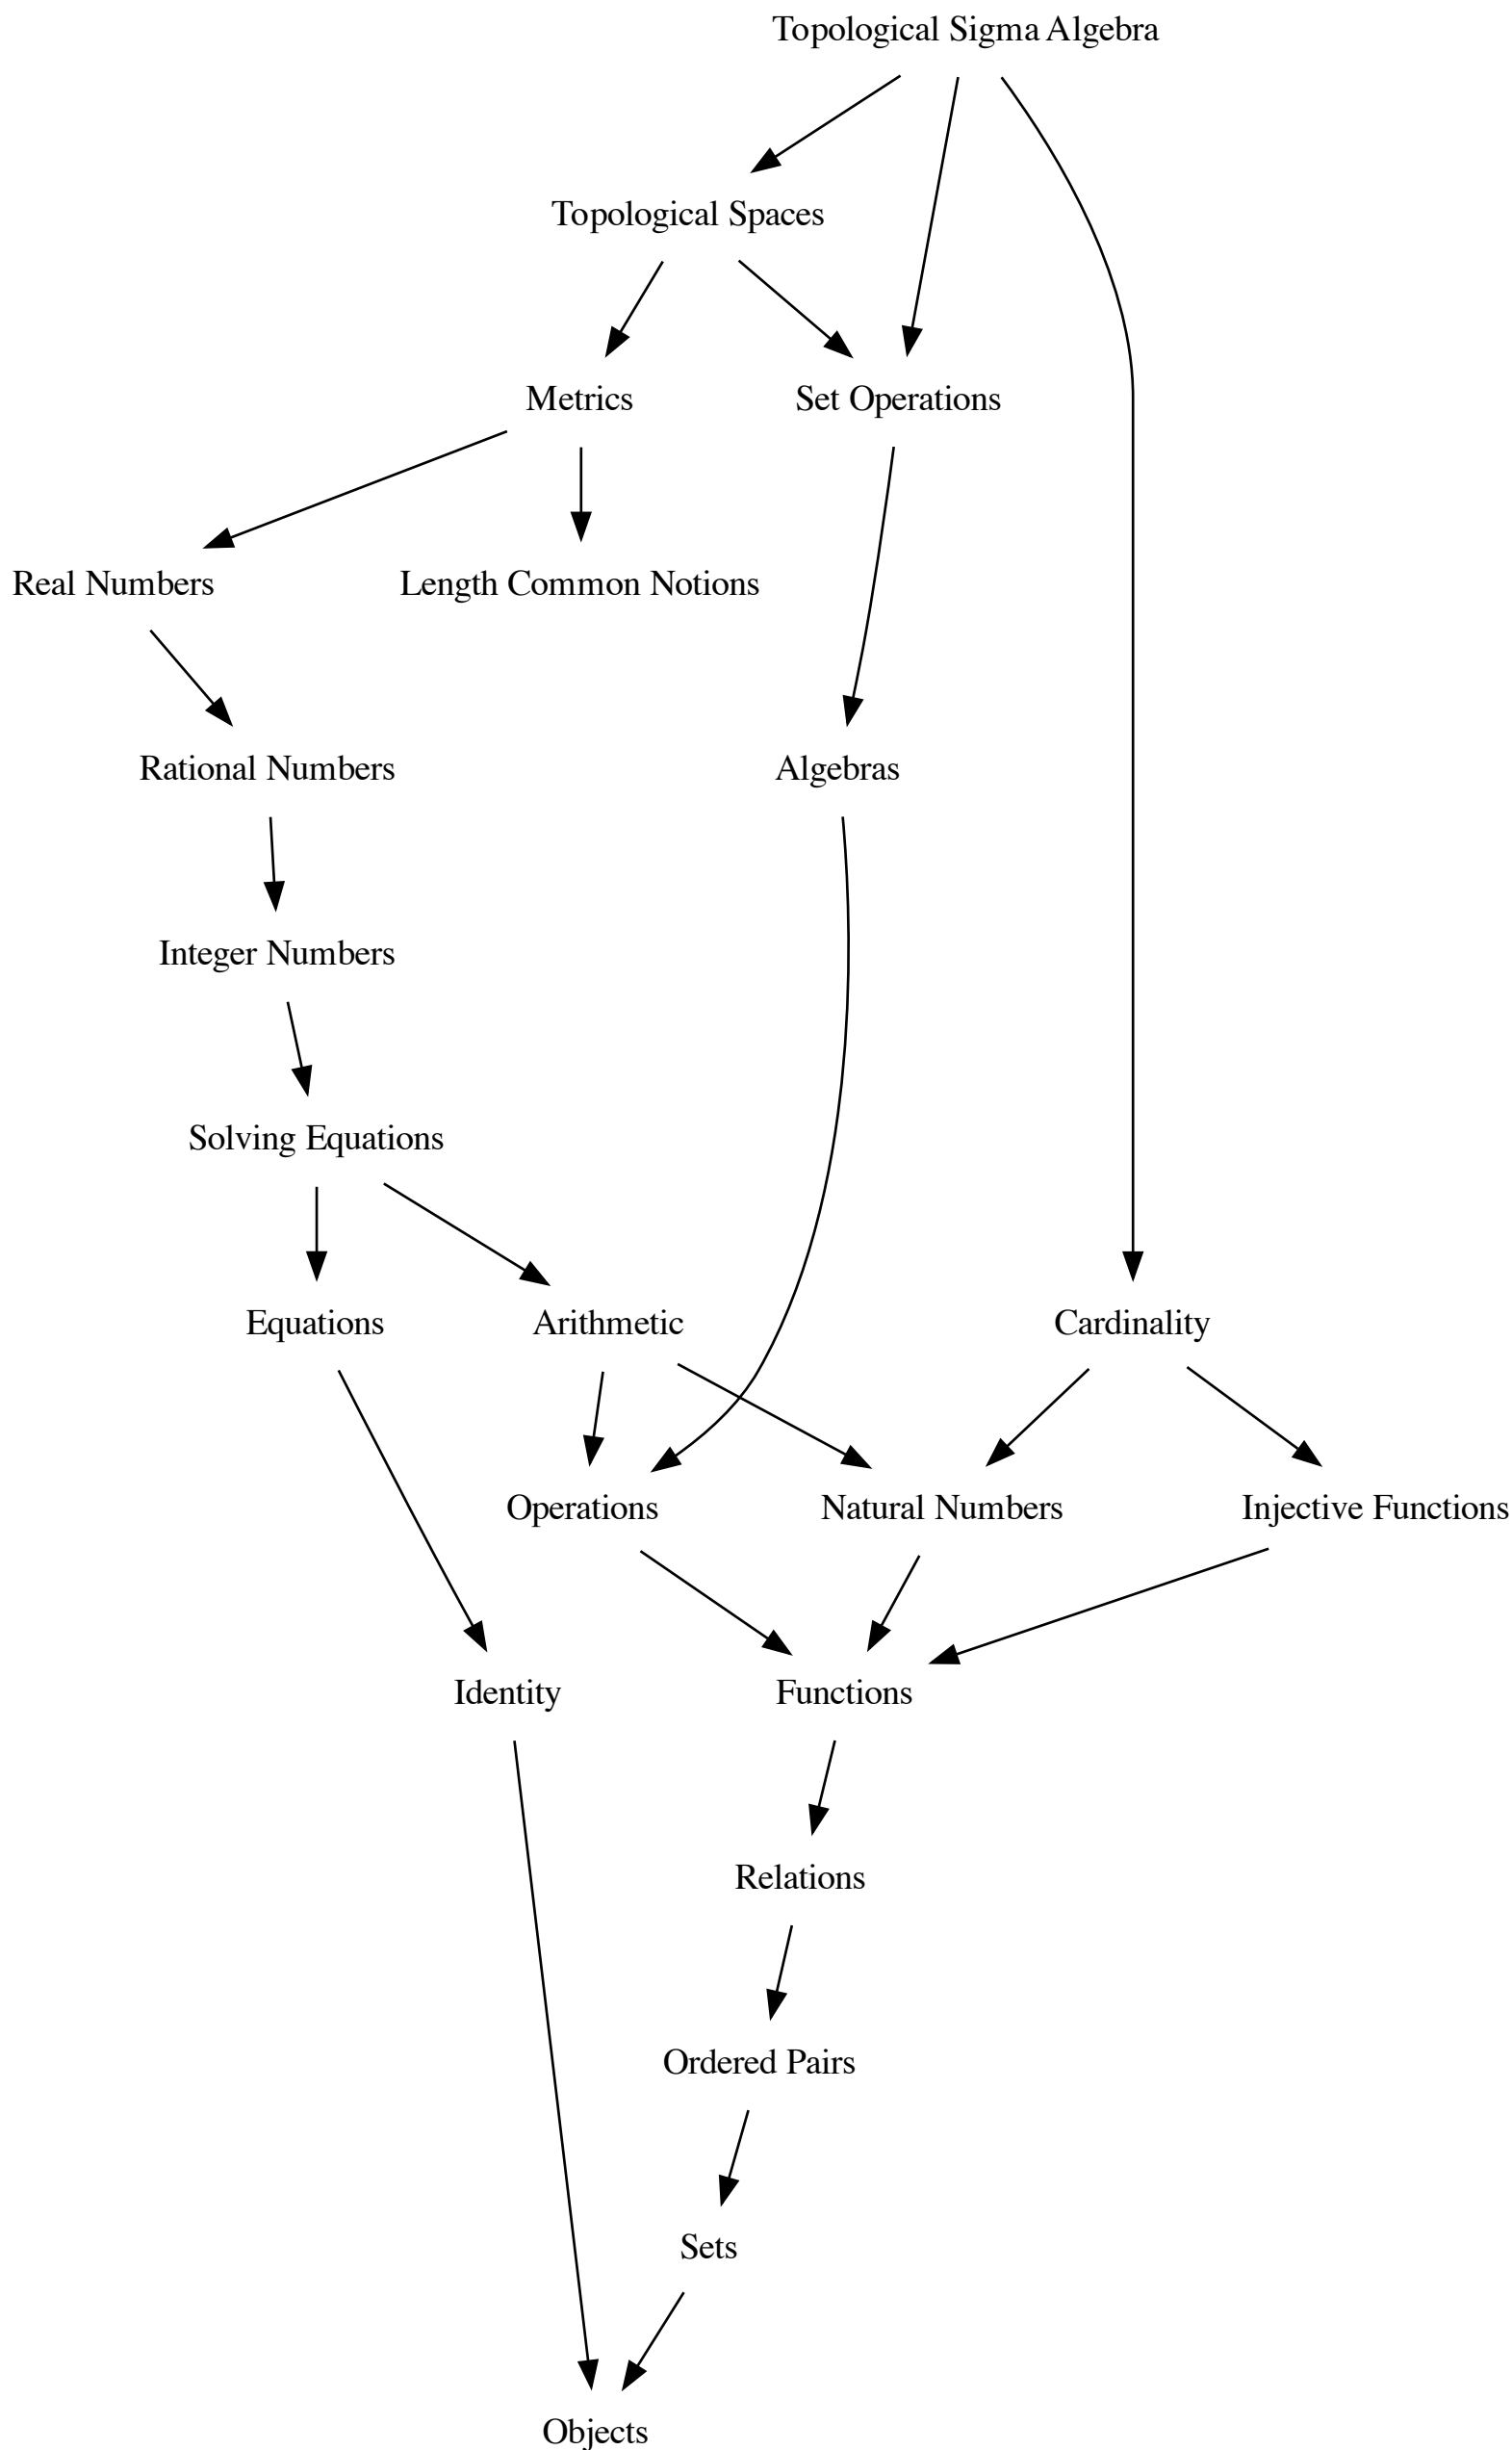 Topological Sigma Algebra
Topological Spaces
Metrics
Set Operations
Real Numbers
Length Common Notions
Rational Numbers
Algebras
Integer Numbers
Solving Equations
Equations
Arithmetic
Cardinality
Operations
Natural Numbers
Injective Functions
Identity
Functions
Relations
Ordered Pairs
Sets
Objects